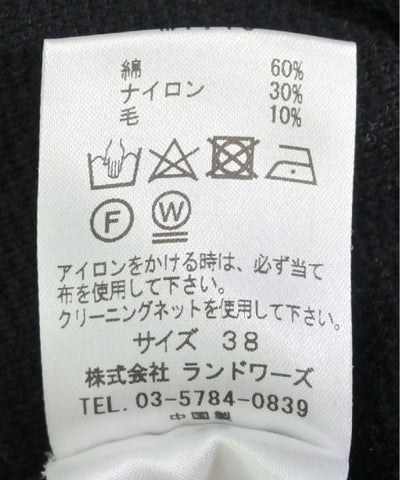 綿 60%
ナイロン 30%
毛 10%
F W
アイロンをかける時は、必ず当て
布を使用して下さい。
クリーニングネットを使用して下さい。
サイズ 38
株式会社 ランドワーズ
TEL. 03-5784-0839
中国製